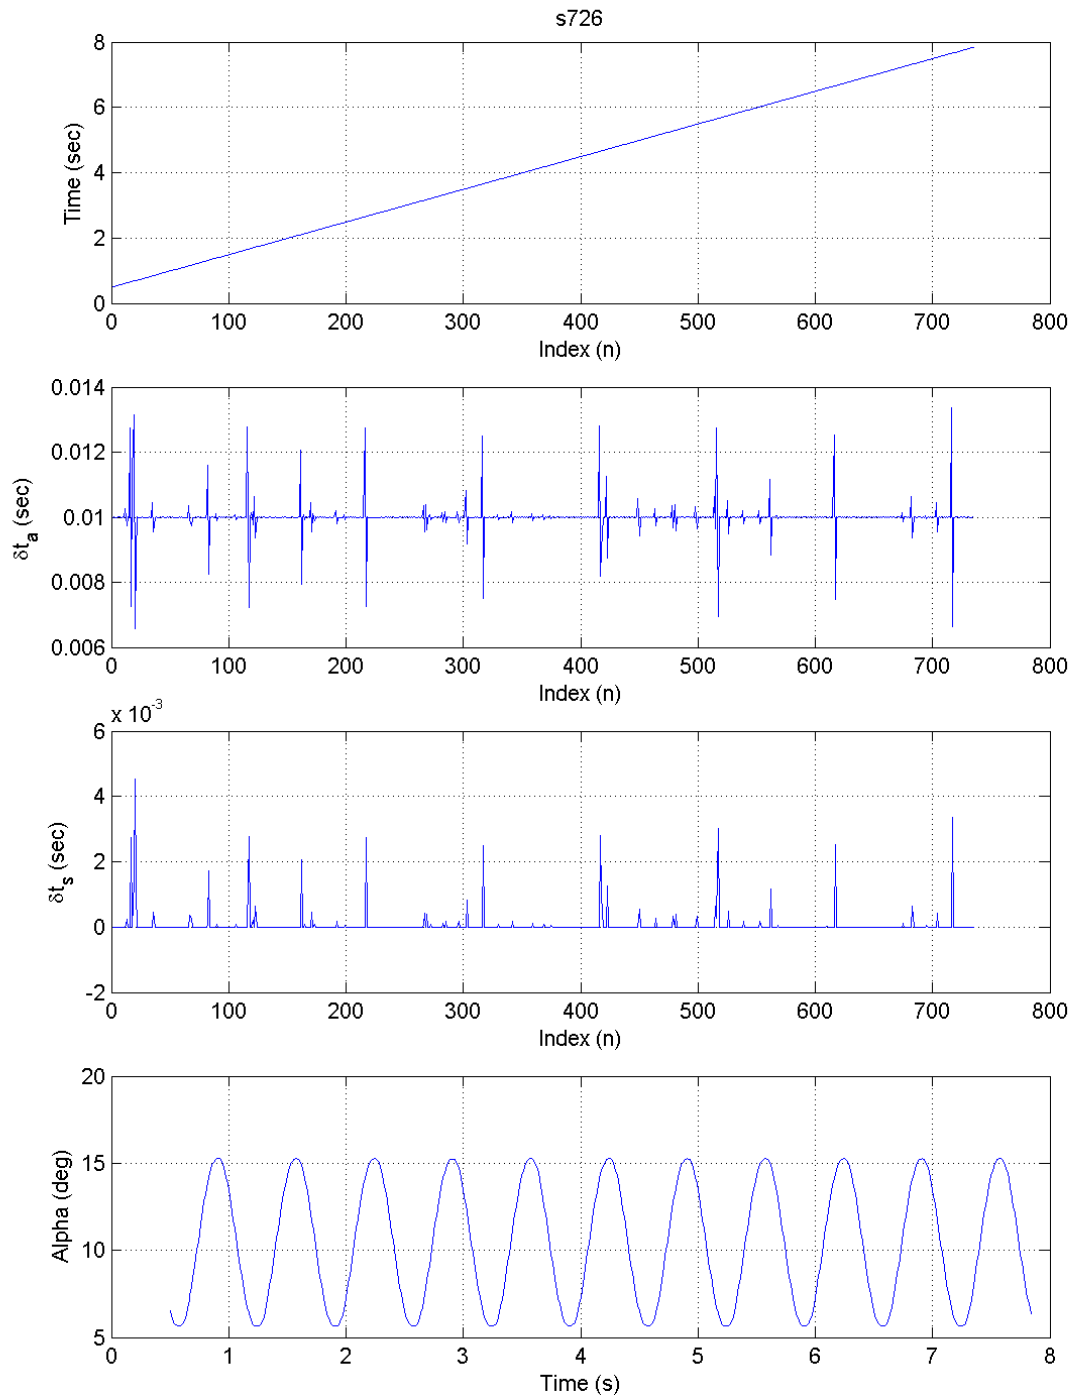 s726
8
6
4
2
0
Time (sec)
0 100 200 300 400 500 600 700 800
Index (n)
0.014
0.012
0.01
0.008
0.006
δt_a (sec)
0 100 200 300 400 500 600 700 800
Index (n)
x 10^-3
6
4
2
0
-2
δt_s (sec)
0 100 200 300 400 500 600 700 800
Index (n)
20
15
10
5
Alpha (deg)
0 1 2 3 4 5 6 7 8
Time (s)